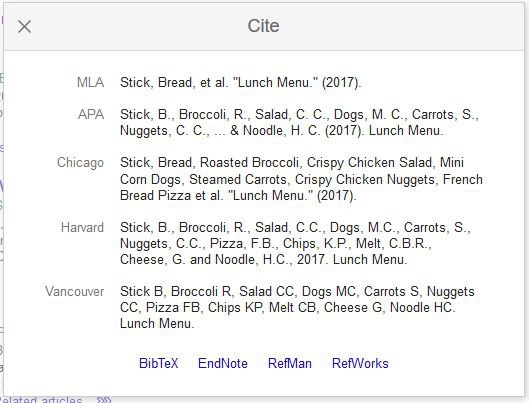 Cite
MLA Stick, Bread, et al. "Lunch Menu." (2017).
APA Stick, B., Broccoli, R., Salad, C. C., Dogs, M. C., Carrots, S.,
Nuggets, C. C., ... & Noodle, H. C. (2017). Lunch Menu.
Chicago Stick, Bread, Roasted Broccoli, Crispy Chicken Salad, Mini
Corn Dogs, Steamed Carrots, Crispy Chicken Nuggets, French
Bread Pizza et al. "Lunch Menu." (2017).
Harvard Stick, B., Broccoli, R., Salad, C.C., Dogs, M.C., Carrots, S.,
Nuggets, C.C., Pizza, F.B., Chips, K.P., Melt, C.B.R.,
Cheese, G. and Noodle, H.C., 2017. Lunch Menu.
Vancouver Stick B, Broccoli R, Salad CC, Dogs MC, Carrots S, Nuggets
CC, Pizza FB, Chips KP, Melt CB, Cheese G, Noodle HC.
Lunch Menu.
BibTeX EndNote RefMan RefWorks
Related articles